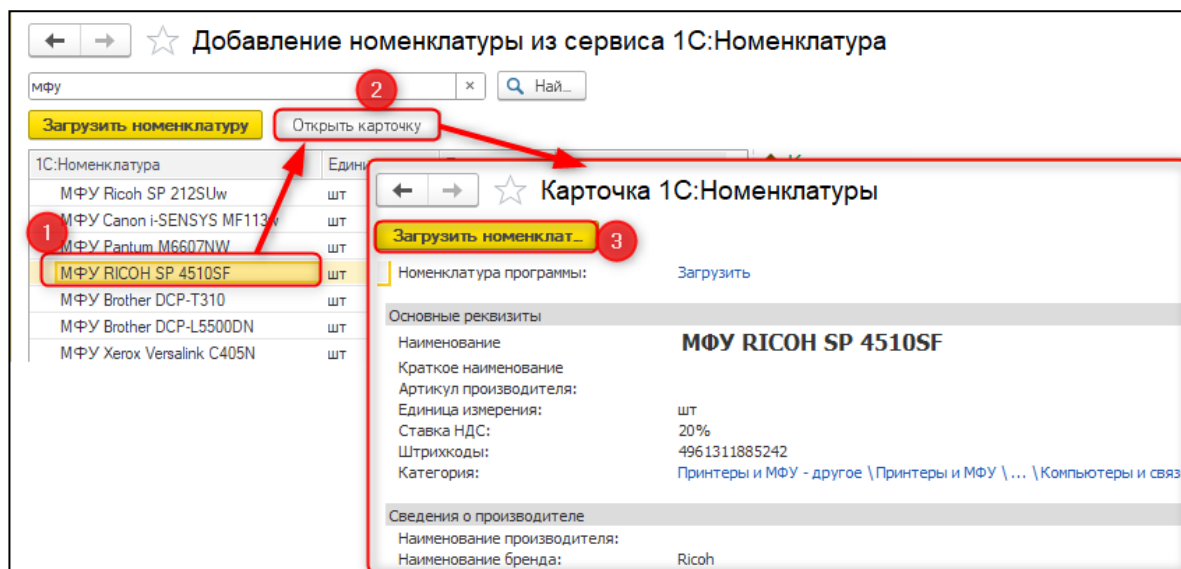 Добавление номенклатуры из сервиса 1С:Номенклатура
мфу × Най...
2
Загрузить номенклатуру Открыть карточку
1С:Номенклатура
МФУ Ricoh SP 212SUw шт
МФУ Canon i-SENSYS MF113w шт
1
МФУ Pantum M6607NW шт
МФУ RICOH SP 4510SF шт
МФУ Brother DCP-T310 шт
МФУ Brother DCP-L5500DN шт
МФУ Xerox Versalink C405N шт
Карточка 1С:Номенклатуры
Загрузить номенклат... 3
Номенклатура программы: Загрузить
Основные реквизиты
Наименование МФУ RICOH SP 4510SF
Краткое наименование
Артикул производителя:
Единица измерения: шт
Ставка НДС: 20%
Штрихкоды: 4961311885242
Категория: Принтеры и МФУ - другое \ Принтеры и МФУ \ ... \ Компьютеры и связ
Сведения о производителе
Наименование производителя:
Наименование бренда: Ricoh